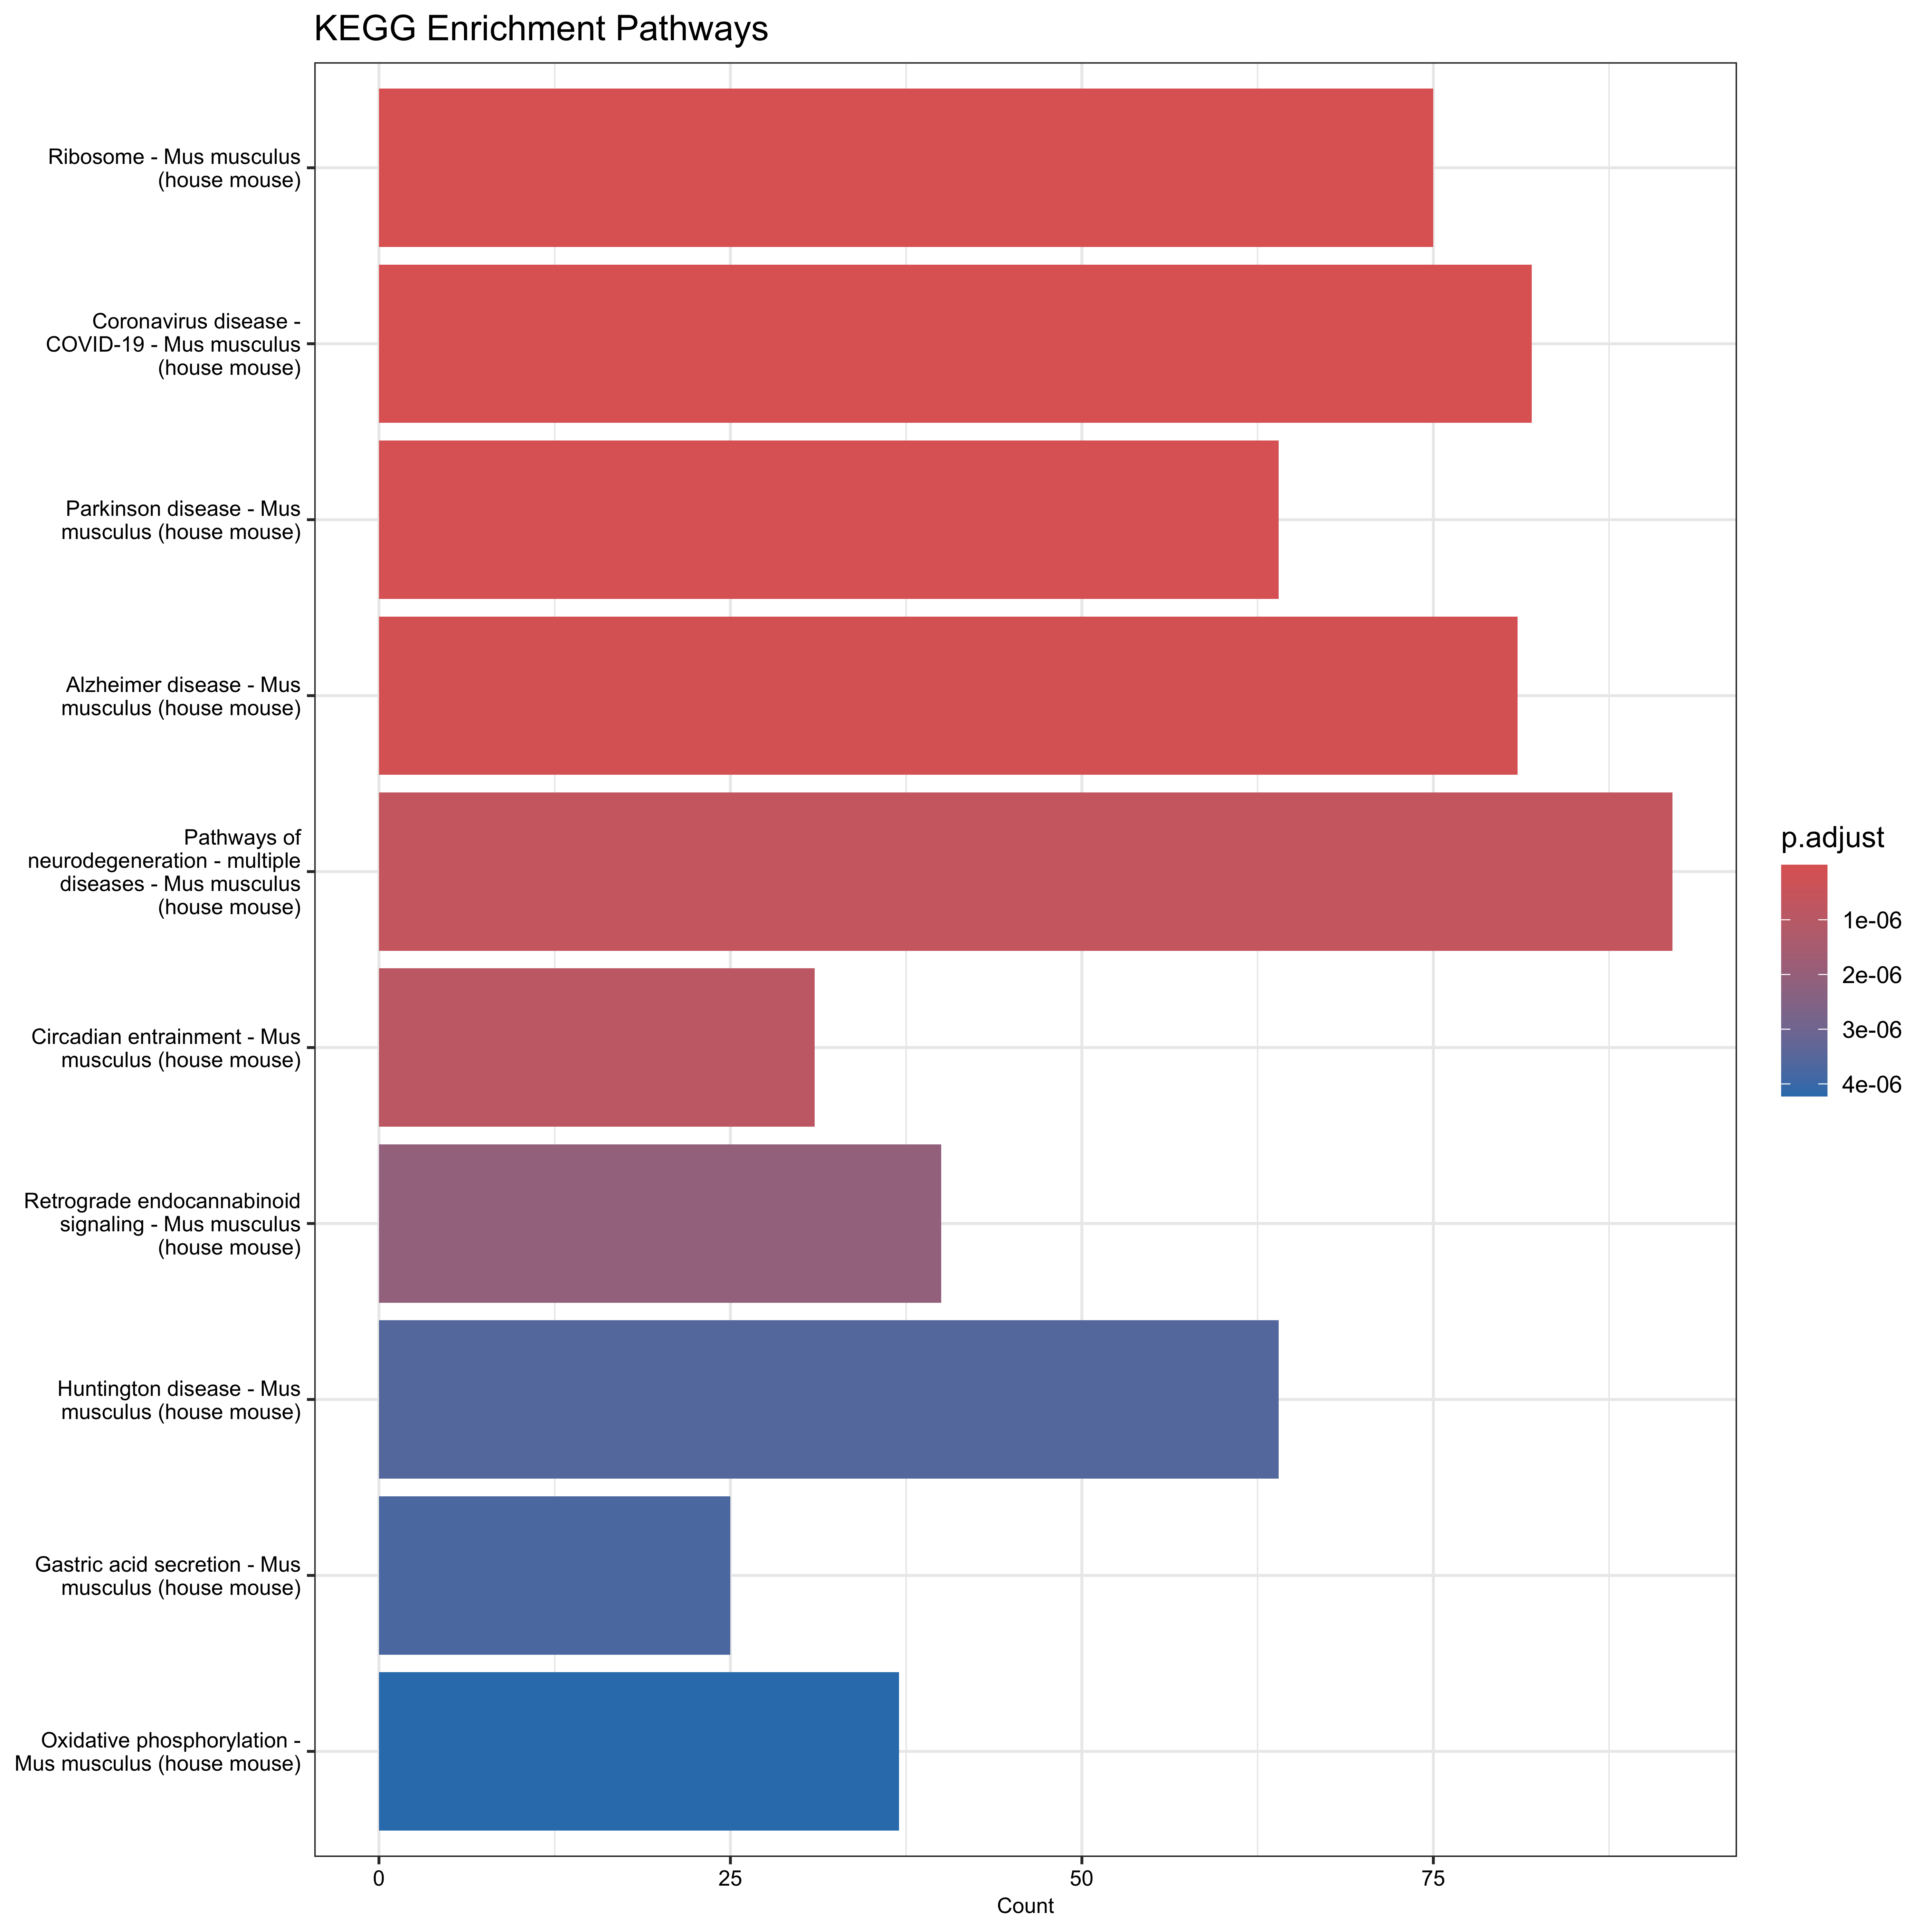 KEGG Enrichment Pathways
Ribosome - Mus musculus
(house mouse)
Coronavirus disease -
COVID-19 - Mus musculus
(house mouse)
Parkinson disease - Mus
musculus (house mouse)
Alzheimer disease - Mus
musculus (house mouse)
Pathways of
neurodegeneration - multiple
diseases - Mus musculus
(house mouse)
Circadian entrainment - Mus
musculus (house mouse)
Retrograde endocannabinoid
signaling - Mus musculus
(house mouse)
Huntington disease - Mus
musculus (house mouse)
Gastric acid secretion - Mus
musculus (house mouse)
Oxidative phosphorylation -
Mus musculus (house mouse)
0 25 50 75
Count
p.adjust
1e-06
2e-06
3e-06
4e-06